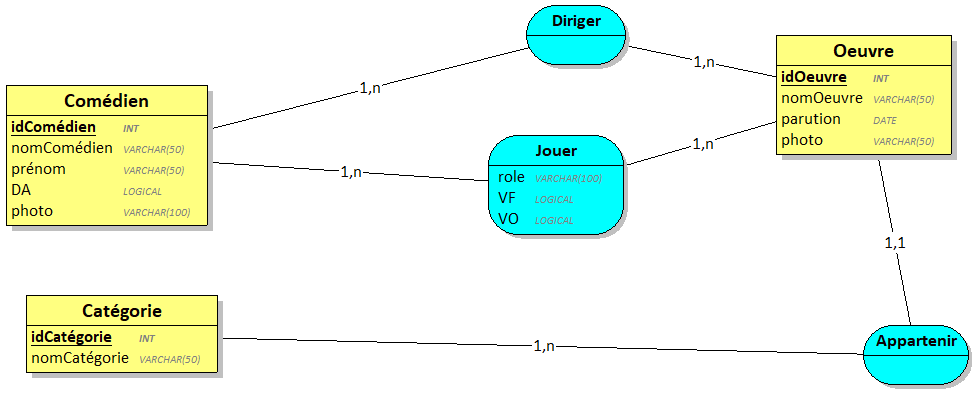 Diriger
1,n
1,n
Oeuvre
idOeuvre INT
nomOeuvre VARCHAR(50)
parution DATE
photo VARCHAR(50)
Comédien
idComédien INT
nomComédien VARCHAR(50)
prénom VARCHAR(50)
DA LOGICAL
photo VARCHAR(100)
1,n
Jouer
role VARCHAR(100)
VF LOGICAL
VO LOGICAL
1,n
1,1
Catégorie
idCatégorie INT
nomCatégorie VARCHAR(50)
1,n
Appartenir